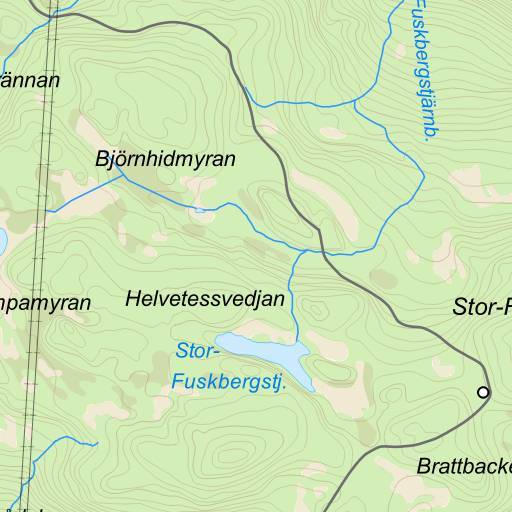 Fuskbergstjärnb.
ännan
Björnhidmyran
mpamyran
Helvetessvedjan
Stor-F
Stor-
Fuskbergstj.
Brattbacke